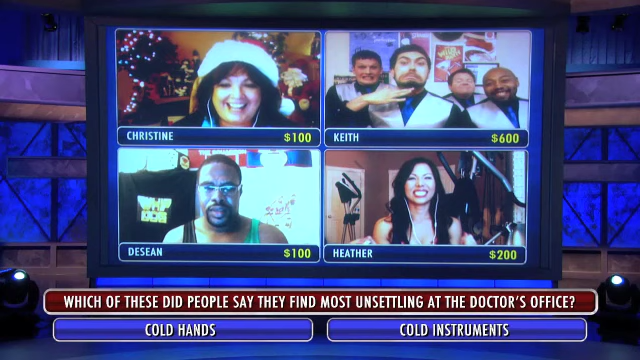 CHRISTINE $100
KEITH $600
DESEAN $100
HEATHER $200
WHICH OF THESE DID PEOPLE SAY THEY FIND MOST UNSETTLING AT THE DOCTOR'S OFFICE?
COLD HANDS
COLD INSTRUMENTS